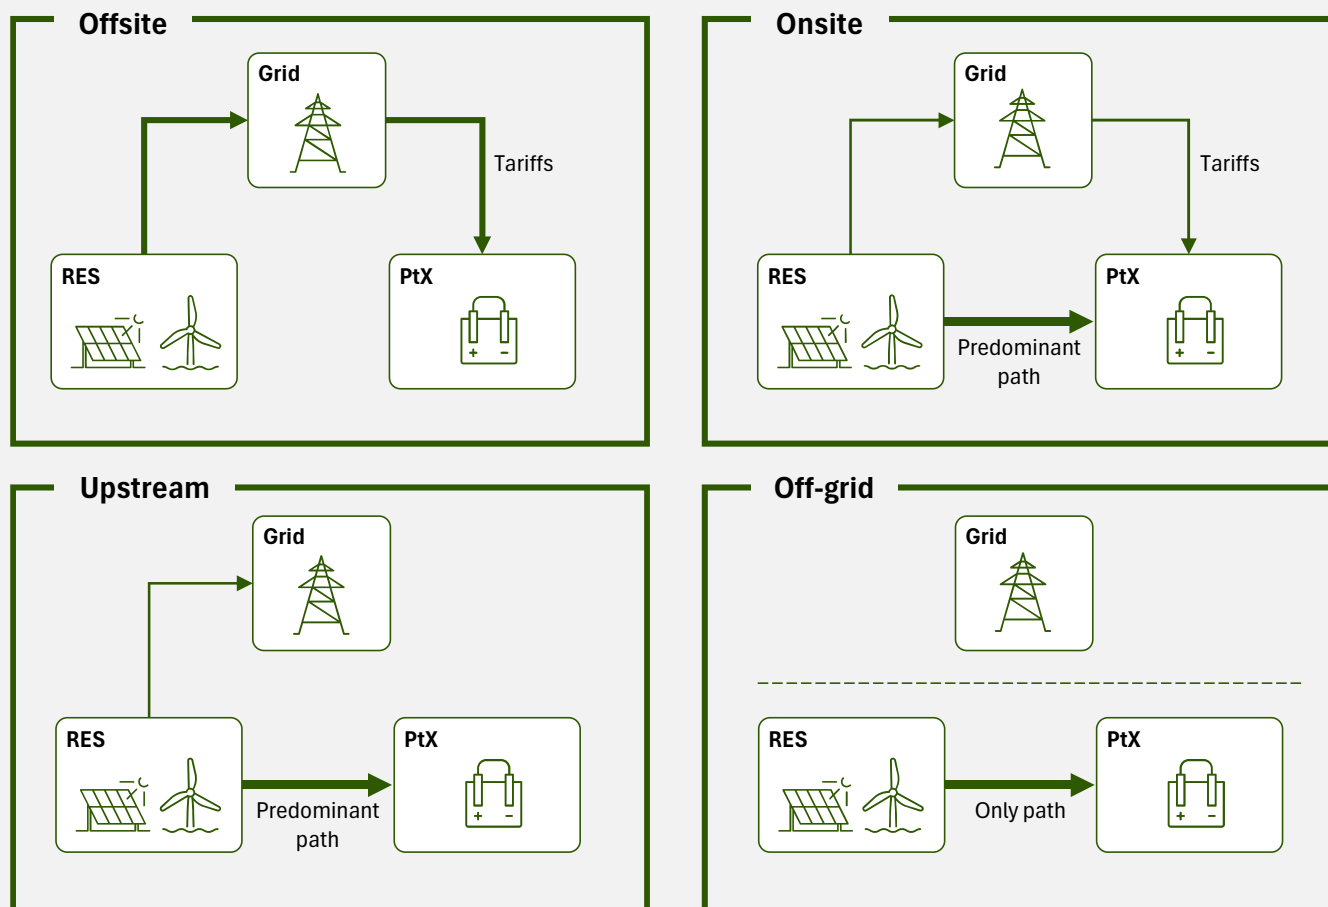 Offsite
Grid
Tariffs
RES
PtX
+ -
Onsite
Grid
Tariffs
RES
Predominant
path
PtX
+ -
Upstream
Grid
RES
Predominant
path
PtX
+ -
Off-grid
Grid
RES
Only path
PtX
+ -